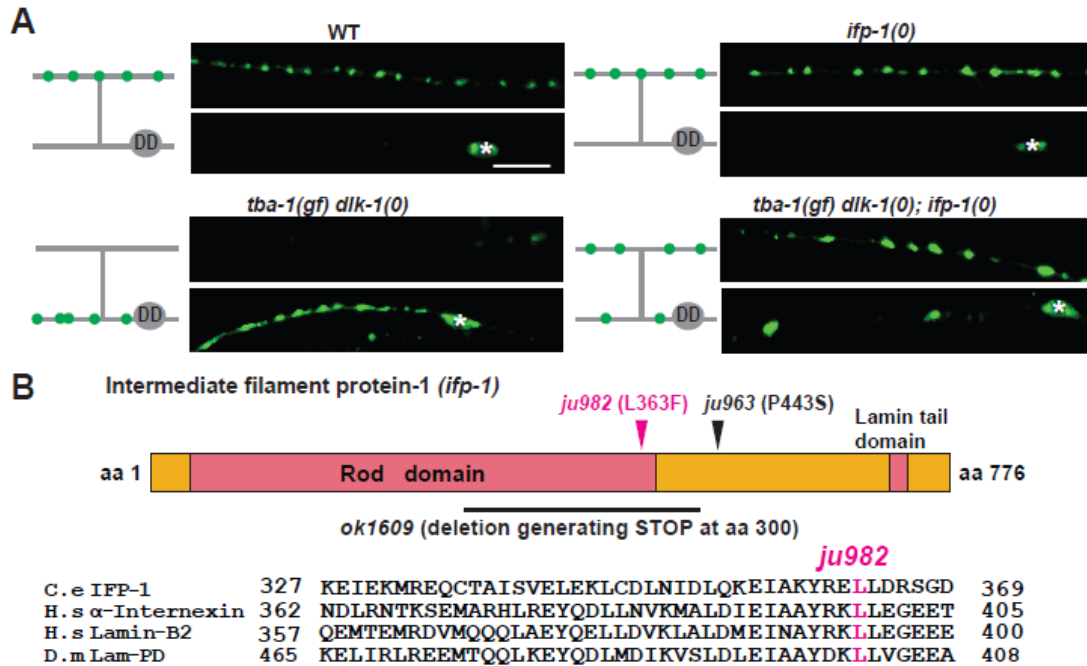 A
WT
ifp-1(0)
DD
*
DD
*
tba-1(gf) dlk-1(0)
tba-1(gf) dlk-1(0); ifp-1(0)
DD
*
DD
*
B
Intermediate filament protein-1 (ifp-1)
ju982 (L363F)
ju963 (P443S)
Lamin tail
domain
aa 1
Rod domain
aa 776
ok1609 (deletion generating STOP at aa 300)
ju982
C.e IFP-1 327 KEIEKMREQCTAISVELEKLCDLNIDLQKEIAKYRELLDRSGD 369
H.s α-Internexin 362 NDLRNTKSEMARHLREYQDLLNVKMALDIEIAAYRKLLEGEET 405
H.s Lamin-B2 357 QEMTEMRDVMQQQLAEYQELLDVKLALDMEINAYRKLLEGEEE 400
D.m Lam-PD 465 KELIRLREEMTQQLKEYQDLMDIKVSLDLEIAAYDKLLVGEEA 408